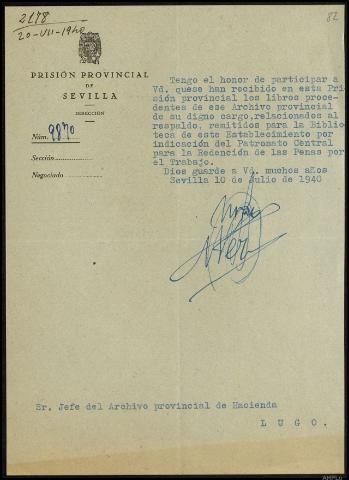 2178
20-VII-1940
82
PRISIÓN PROVINCIAL
DE
SEVILLA
DIRECCIÓN
Núm. 9870
Sección
Negociado
Tengo el honor de participar a
Vd. quese han recibido en esta Pri
sión provincial los libros proce-
dentes de ese Archivo provincial
de su digno cargo,relacionados al
respaldo, remitidos para la Biblio
teca de este Establecimiento por
indicación del Patronato Central
para la Redención de las Penas por
el Trabajo.
Dios guarde a Vd. muchos años
Sevilla 10 de Julio de 1940
Sr. Jefe del Archivo provincial de Hacienda
L U G O .